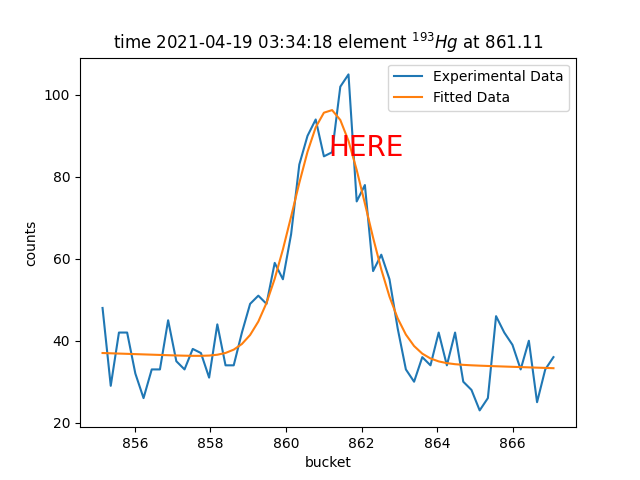 time 2021-04-19 03:34:18 element ¹⁹³Hg at 861.11
Experimental Data
Fitted Data
HERE
counts
100
80
60
40
20
856 858 860 862 864 866
bucket